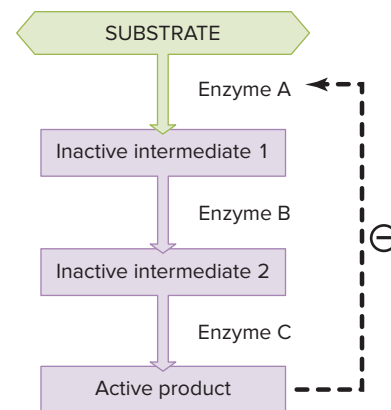 SUBSTRATE
Enzyme A
Inactive intermediate 1
Enzyme B
Inactive intermediate 2
Enzyme C
Active product
−